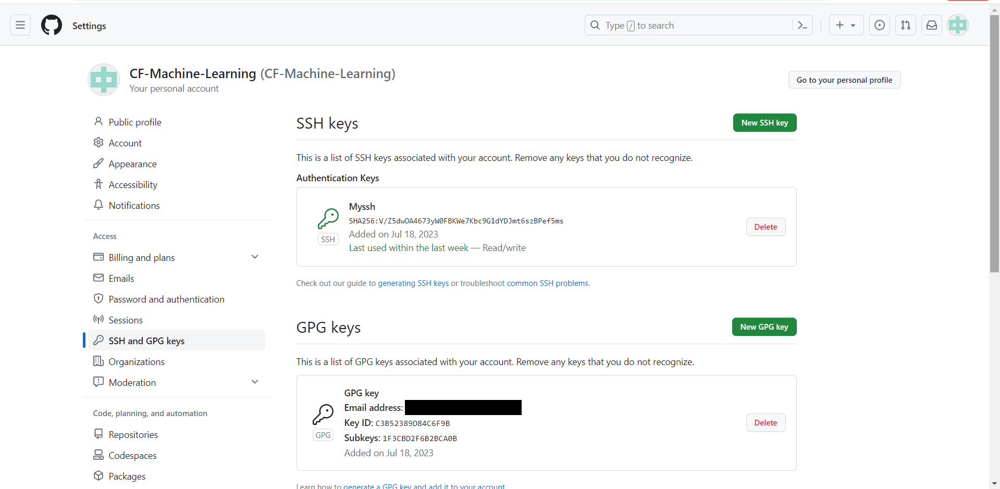 Settings
Type / to search
CF-Machine-Learning (CF-Machine-Learning)
Your personal account
Go to your personal profile
Public profile
Account
Appearance
Accessibility
Notifications
Access
Billing and plans
Emails
Password and authentication
Sessions
SSH and GPG keys
Organizations
Moderation
Code, planning, and automation
Repositories
Codespaces
Packages
SSH keys
New SSH key
This is a list of SSH keys associated with your account. Remove any keys that you do not recognize.
Authentication Keys
Myssh
SHA256:V/Z5dwOA4673yW0FBKWe7Kbc9G1dYDJmt6szBPef5ms
Added on Jul 18, 2023
Last used within the last week — Read/write
SSH
Delete
Check out our guide to generating SSH keys or troubleshoot common SSH problems.
GPG keys
New GPG key
This is a list of GPG keys associated with your account. Remove any keys that you do not recognize.
GPG key
Email address:
Key ID: C3B52389D84C6F9B
Subkeys: 1F3CBD2F6B2BCA0B
Added on Jul 18, 2023
GPG
Delete
Learn how to generate a GPG key and add it to your account